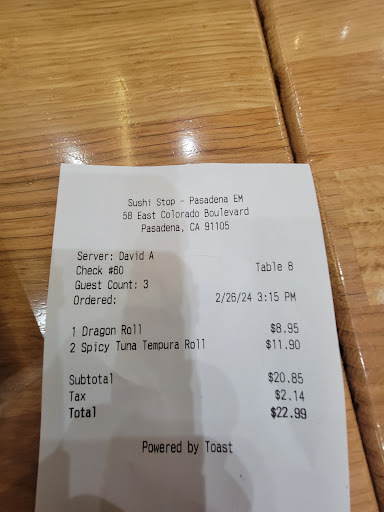 Sushi Stop - Pasadena EM
58 East Colorado Boulevard
Pasadena, CA 91105
Server: David A
Check #60 Table 8
Guest Count: 3
Ordered: 2/26/24 3:15 PM
1 Dragon Roll $8.95
2 Spicy Tuna Tempura Roll $11.90
Subtotal $20.85
Tax $2.14
Total $22.99
Powered by Toast